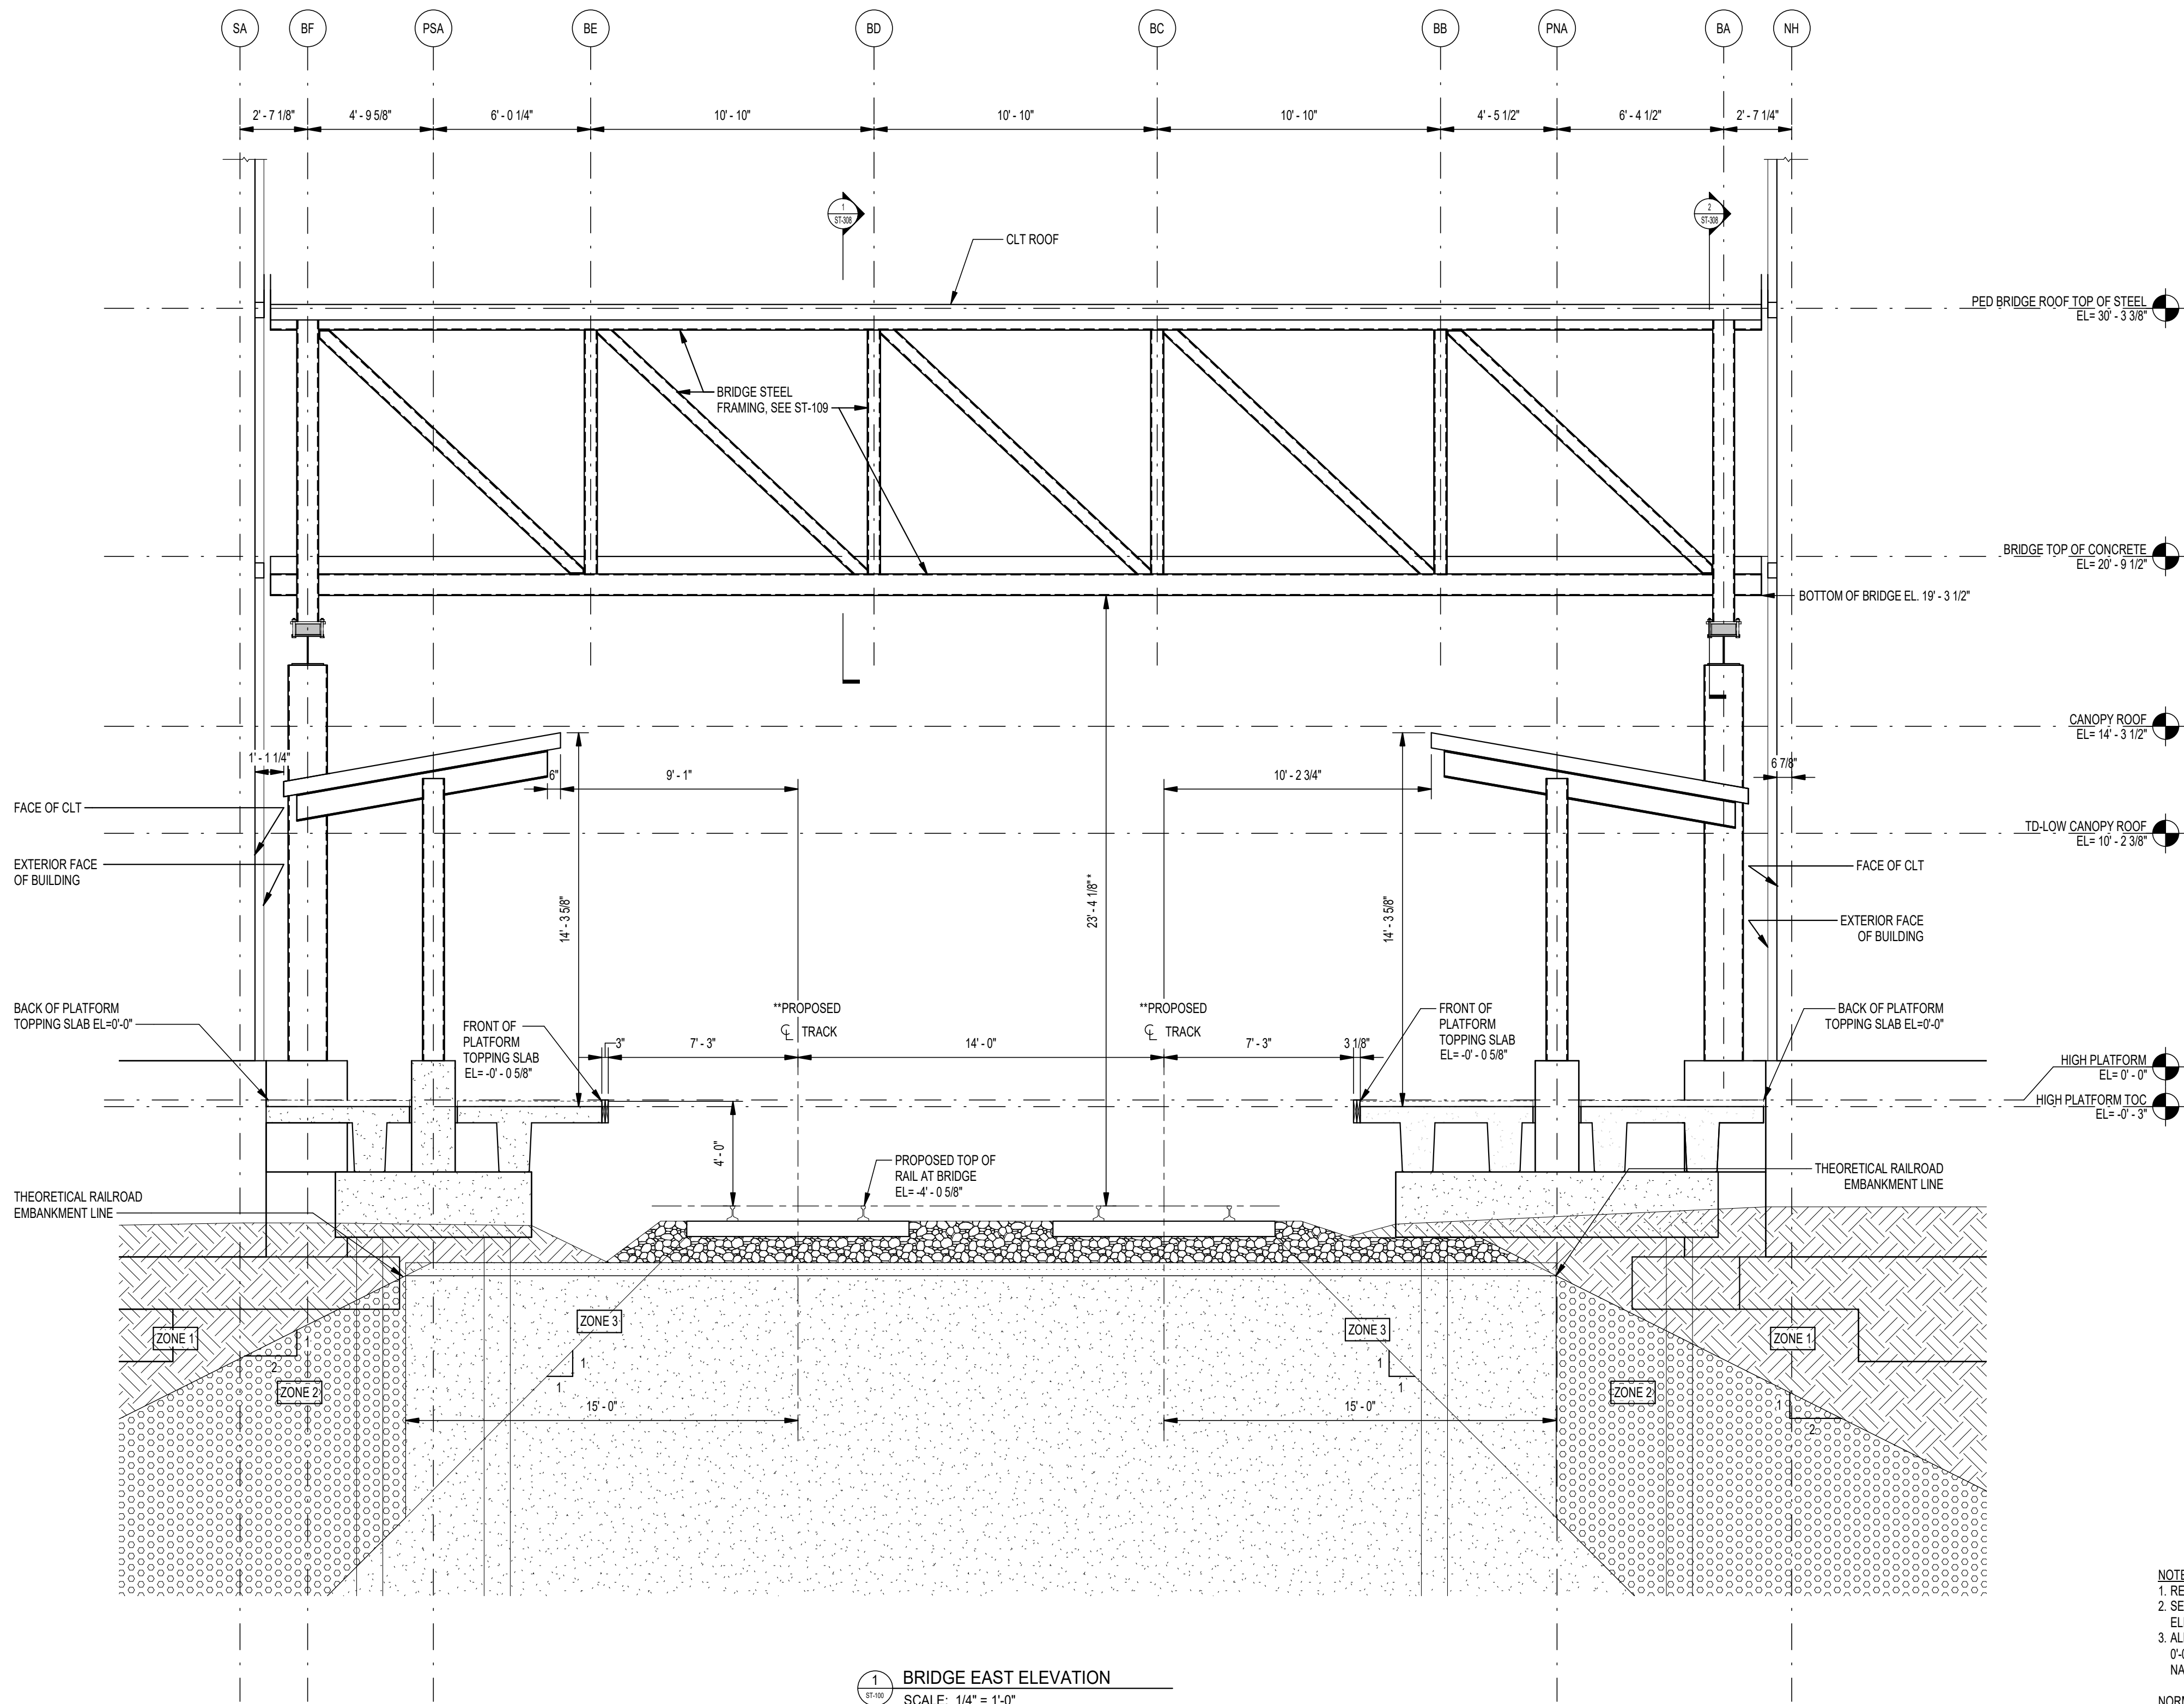 SA BF PSA BE BD BC BB PNA BA NH
2' - 7 1/8" 4' - 9 5/8" 6' - 0 1/4" 10' - 10" 10' - 10" 10' - 10" 4' - 5 1/2" 6' - 4 1/2" 2' - 7 1/4"
1
ST-308
2
ST-308
CLT ROOF
PED BRIDGE ROOF TOP OF STEEL
EL= 30' - 3 3/8"
BRIDGE STEEL
FRAMING, SEE ST-109
BRIDGE TOP OF CONCRETE
EL= 20' - 9 1/2"
BOTTOM OF BRIDGE EL. 19' - 3 1/2"
CANOPY ROOF
EL= 14' - 3 1/2"
1' - 1 1/4"
6"
9' - 1"
10' - 2 3/4"
6 7/8"
FACE OF CLT
TD-LOW CANOPY ROOF
EL= 10' - 2 3/8"
EXTERIOR FACE
OF BUILDING
FACE OF CLT
14' - 3 5/8"
23' - 4 1/8" *
14' - 3 5/8"
EXTERIOR FACE
OF BUILDING
BACK OF PLATFORM
TOPPING SLAB EL=0'-0"
FRONT OF
PLATFORM
TOPPING SLAB
EL= -0' - 0 5/8"
**PROPOSED
℄ TRACK
**PROPOSED
℄ TRACK
FRONT OF
PLATFORM
TOPPING SLAB
EL= -0' - 0 5/8"
BACK OF PLATFORM
TOPPING SLAB EL=0'-0"
3" 7' - 3" 14' - 0" 7' - 3" 3 1/8"
HIGH PLATFORM
EL= 0' - 0"
HIGH PLATFORM TOC
EL= -0' - 3"
4' - 0"
PROPOSED TOP OF
RAIL AT BRIDGE
EL= -4' - 0 5/8"
THEORETICAL RAILROAD
EMBANKMENT LINE
THEORETICAL RAILROAD
EMBANKMENT LINE
ZONE 1
ZONE 3
ZONE 3
ZONE 1
1
2
1
1
1
1
1
2
ZONE 2
ZONE 2
15' - 0"
15' - 0"
NOTE
1. RE
2. SE
EL
3. AL
0'-0
NA
NOR
1
ST-100
BRIDGE EAST ELEVATION
SCALE: 1/4" = 1'-0"